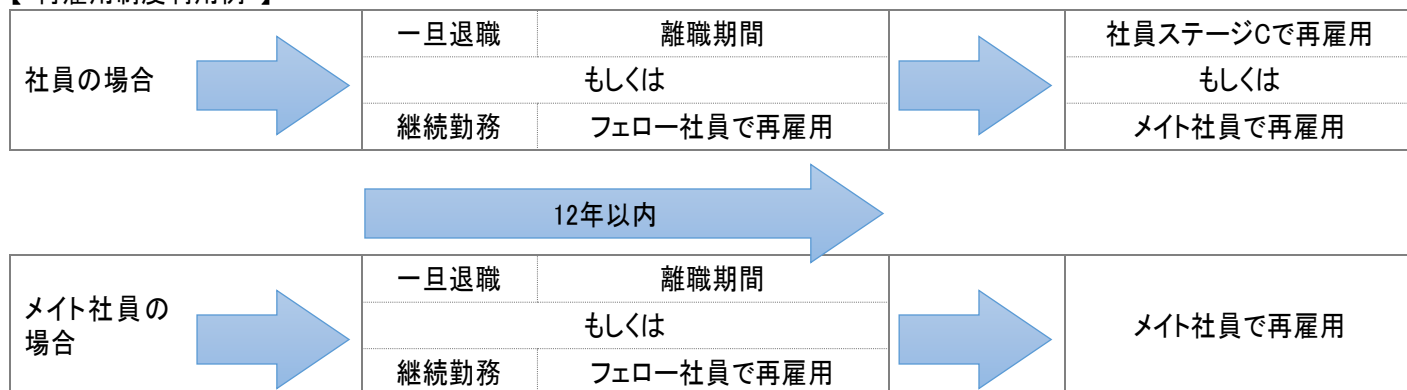 社員の場合
一旦退職 離職期間
もしくは
継続勤務 フェロー社員で再雇用
社員ステージCで再雇用
もしくは
メイト社員で再雇用
12年以内
メイト社員の
場合
一旦退職 離職期間
もしくは
継続勤務 フェロー社員で再雇用
メイト社員で再雇用